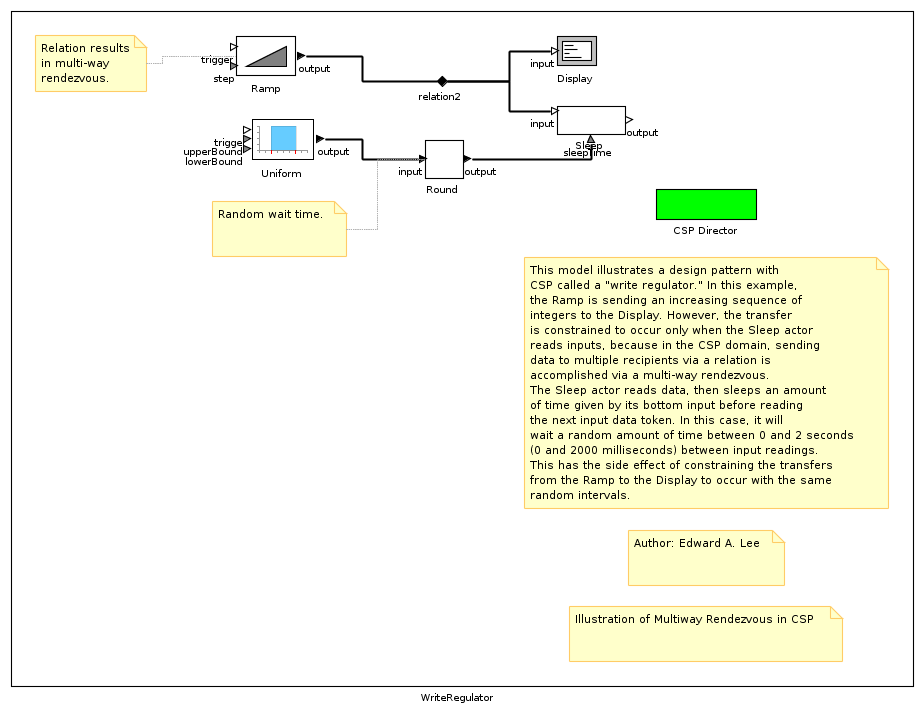 Relation results
in multi-way
rendezvous.
trigger
step
output
Ramp
relation2
input
Display
input
output
Sleep
sleepTime
trigger
upperBound
lowerBound
output
Uniform
input
output
Round
Random wait time.
CSP Director
This model illustrates a design pattern with
CSP called a "write regulator." In this example,
the Ramp is sending an increasing sequence of
integers to the Display. However, the transfer
is constrained to occur only when the Sleep actor
reads inputs, because in the CSP domain, sending
data to multiple recipients via a relation is
accomplished via a multi-way rendezvous.
The Sleep actor reads data, then sleeps an amount
of time given by its bottom input before reading
the next input data token. In this case, it will
wait a random amount of time between 0 and 2 seconds
(0 and 2000 milliseconds) between input readings.
This has the side effect of constraining the transfers
from the Ramp to the Display to occur with the same
random intervals.
Author: Edward A. Lee
Illustration of Multiway Rendezvous in CSP
WriteRegulator